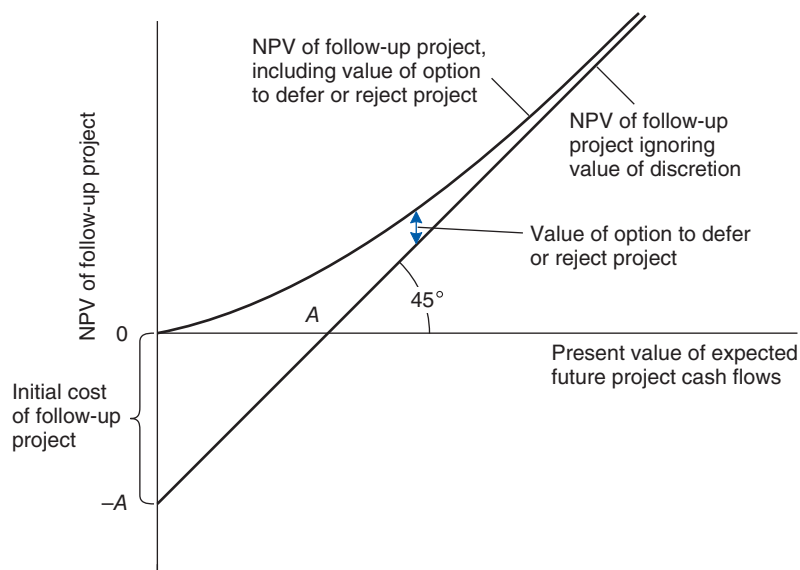 NPV of follow-up project,
including value of option
to defer or reject project
NPV of follow-up
project ignoring
value of discretion
NPV of follow-up project
Value of option to defer
or reject project
45°
A
0
Present value of expected
future project cash flows
Initial cost
of follow-up
project
–A